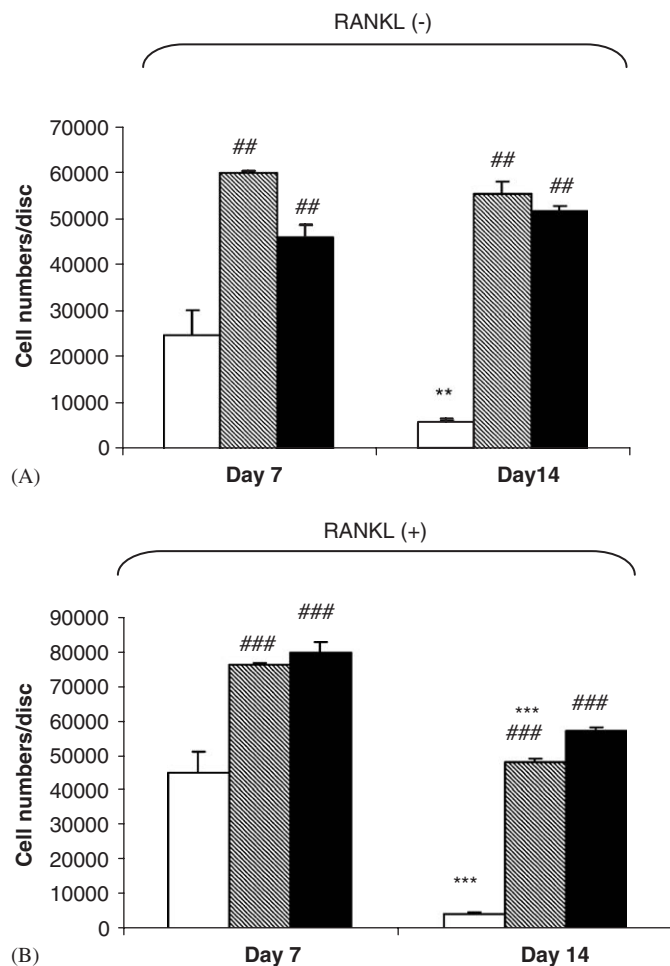 RANKL (-)
70000
60000
50000
40000
30000
20000
10000
0
Cell numbers/disc
##
##
##
##
**
Day 7
Day14
(A)
RANKL (+)
90000
80000
70000
60000
50000
40000
30000
20000
10000
0
Cell numbers/disc
###
###
***
###
###
***
Day 7
Day 14
(B)